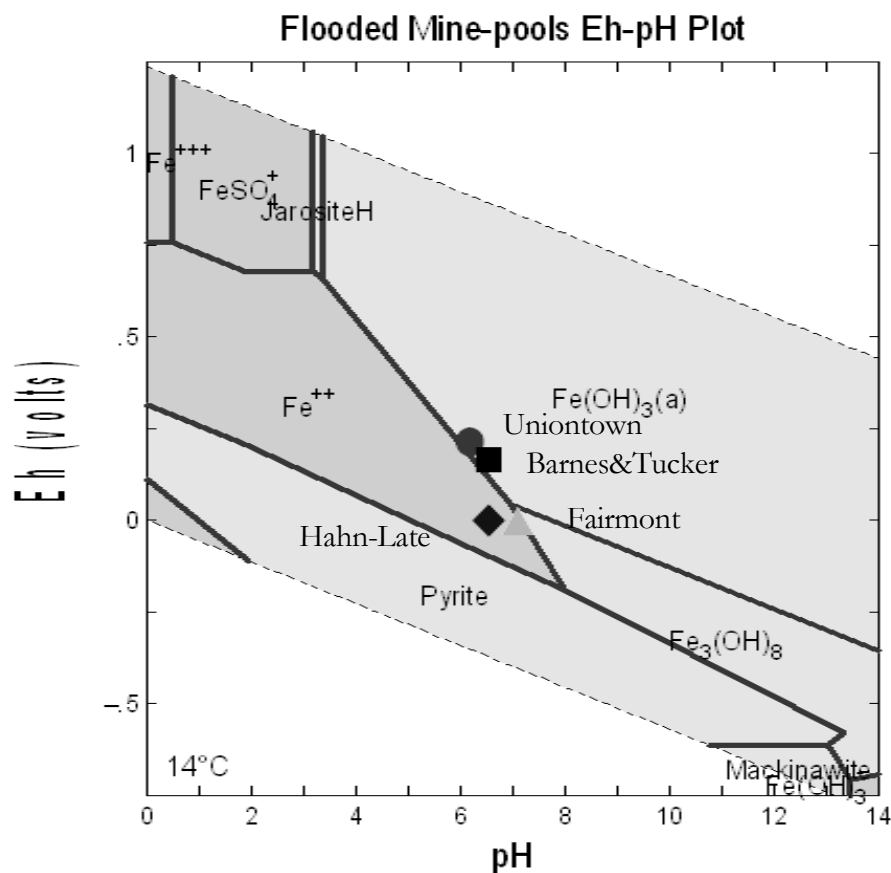 Flooded Mine-pools Eh-pH Plot
Eh (volts)
1
.5
0
–.5
Fe+++
FeSO4+
JarositeH
Fe++
Fe(OH)3(a)
Uniontown
Barnes&Tucker
Hahn-Late
Fairmont
Pyrite
Fe3(OH)8
14°C
Mackinawite
Fe(OH)3-
0 2 4 6 8 10 12 14
pH